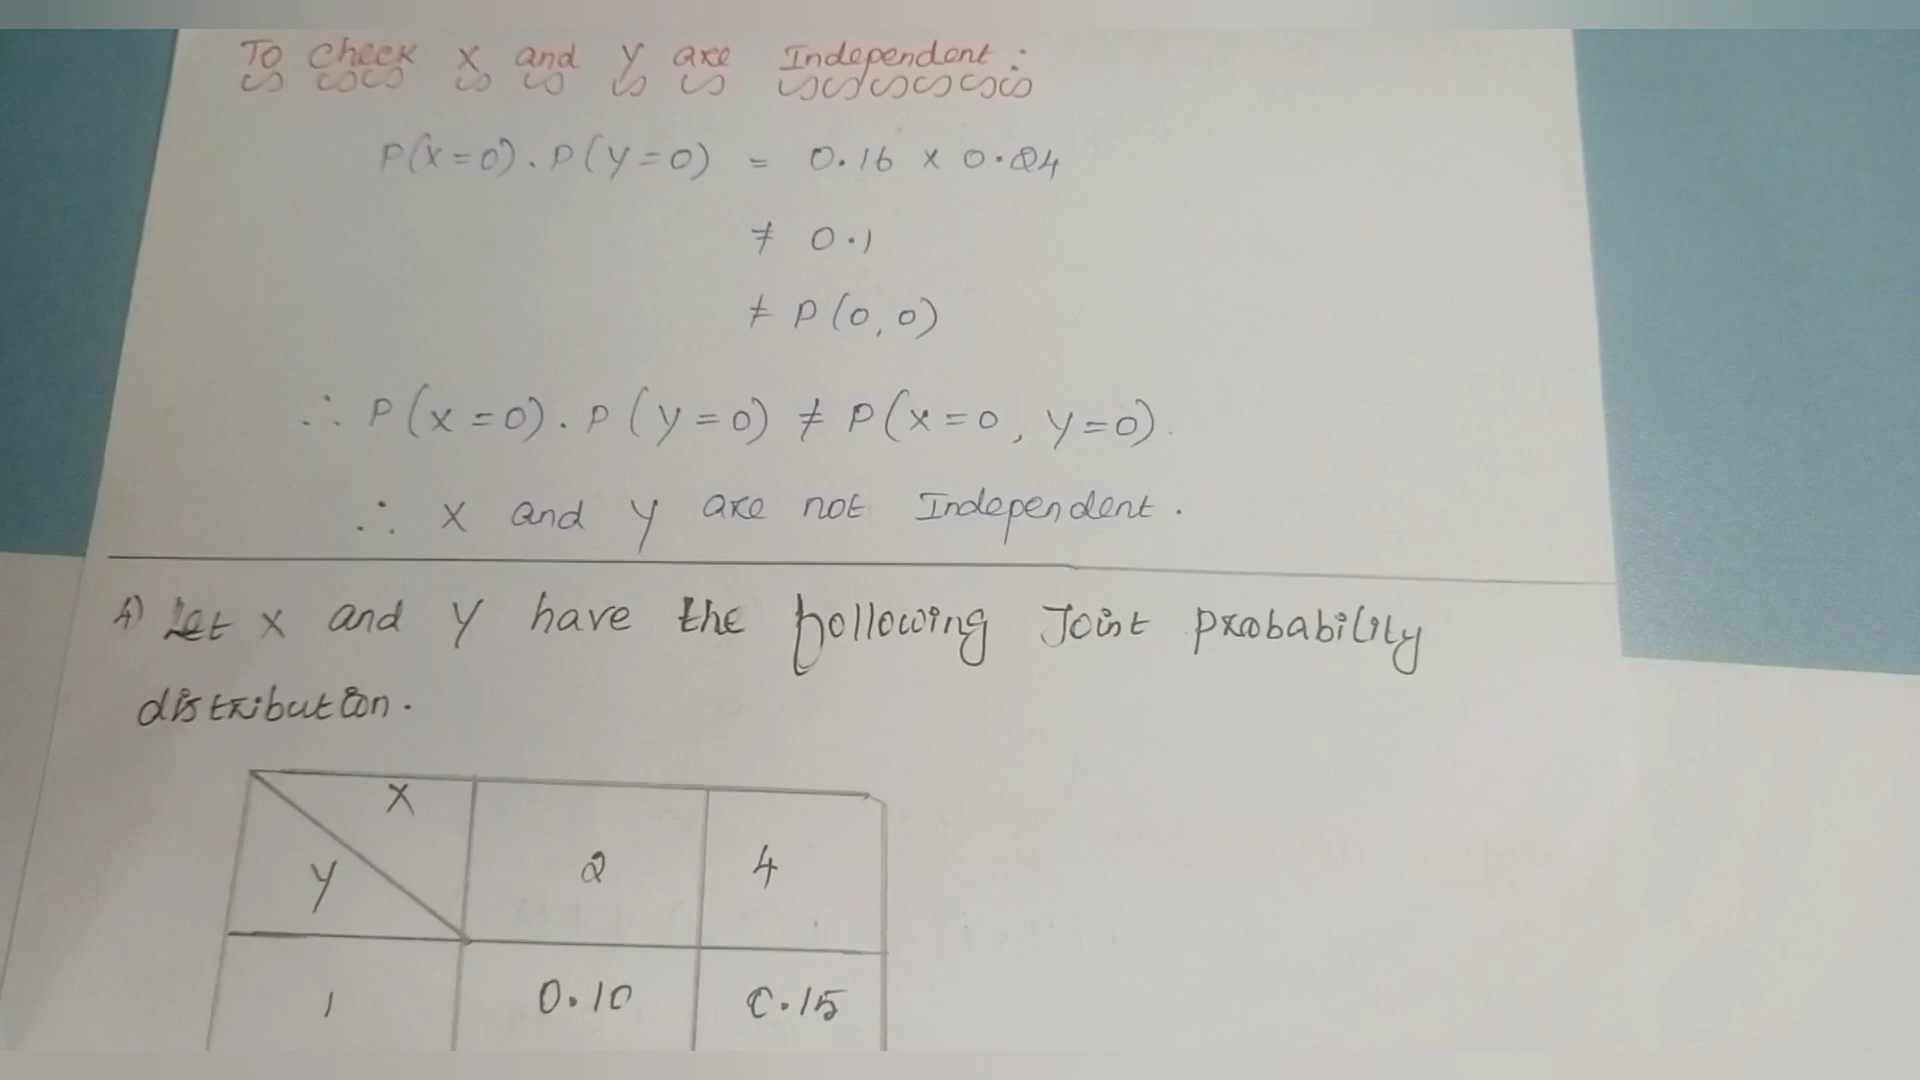 To check X and Y are Independent:
P(X=0).P(Y=0) = 0.16 x 0.24
≠ 0.1
≠ P(0,0)
∴ P(X=0).P(Y=0) ≠ P(X=0, Y=0).
∴ X and Y are not Independent.
4) Let X and Y have the following Joint probability
distribution.
X
Y 2 4
1 0.10 0.15